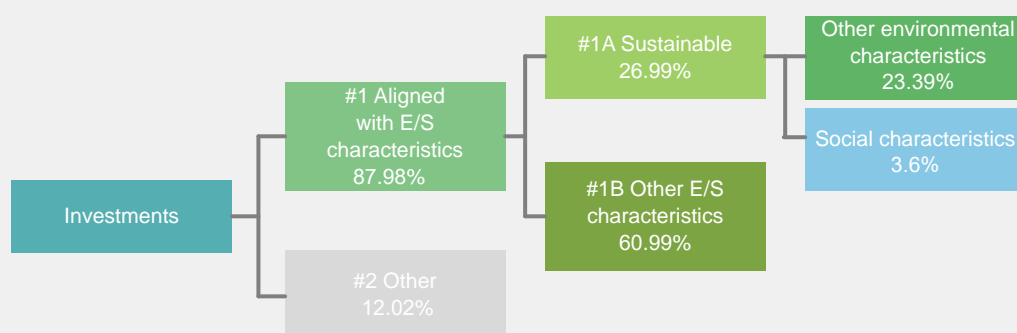 Investments
#1 Aligned
with E/S
characteristics
87.98%
#2 Other
12.02%
#1A Sustainable
26.99%
#1B Other E/S
characteristics
60.99%
Other environmental
characteristics
23.39%
Social characteristics
3.6%